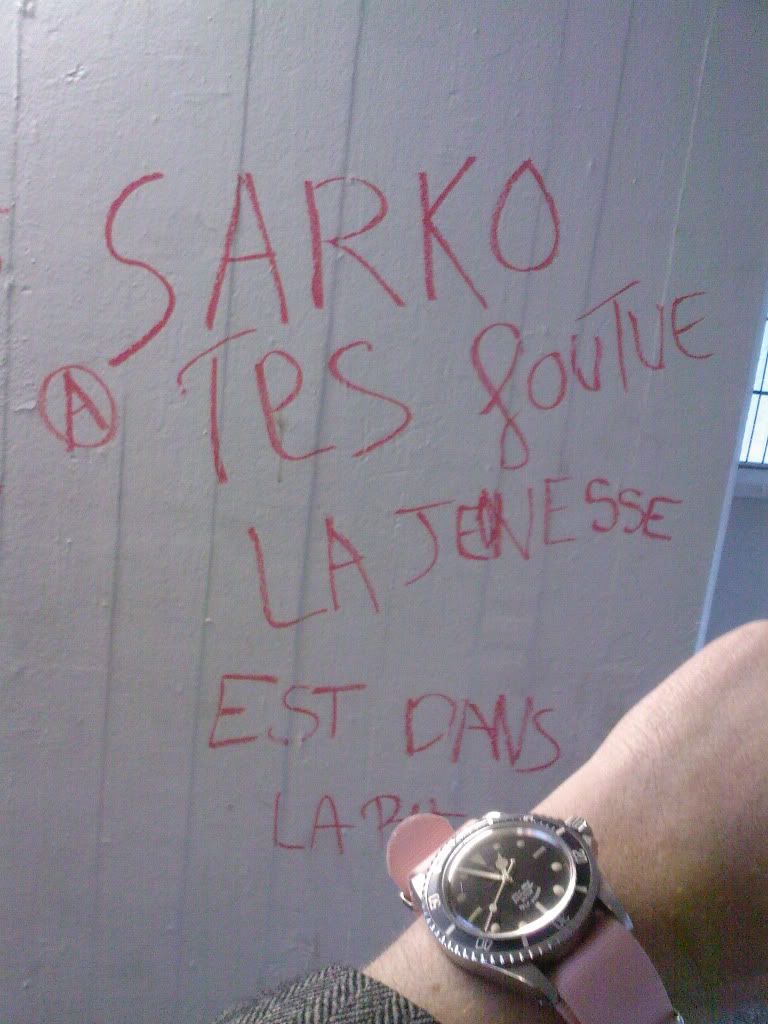 SARKO
Ⓐ TES FOUTUE
LA JEUNESSE
EST DANS
LA